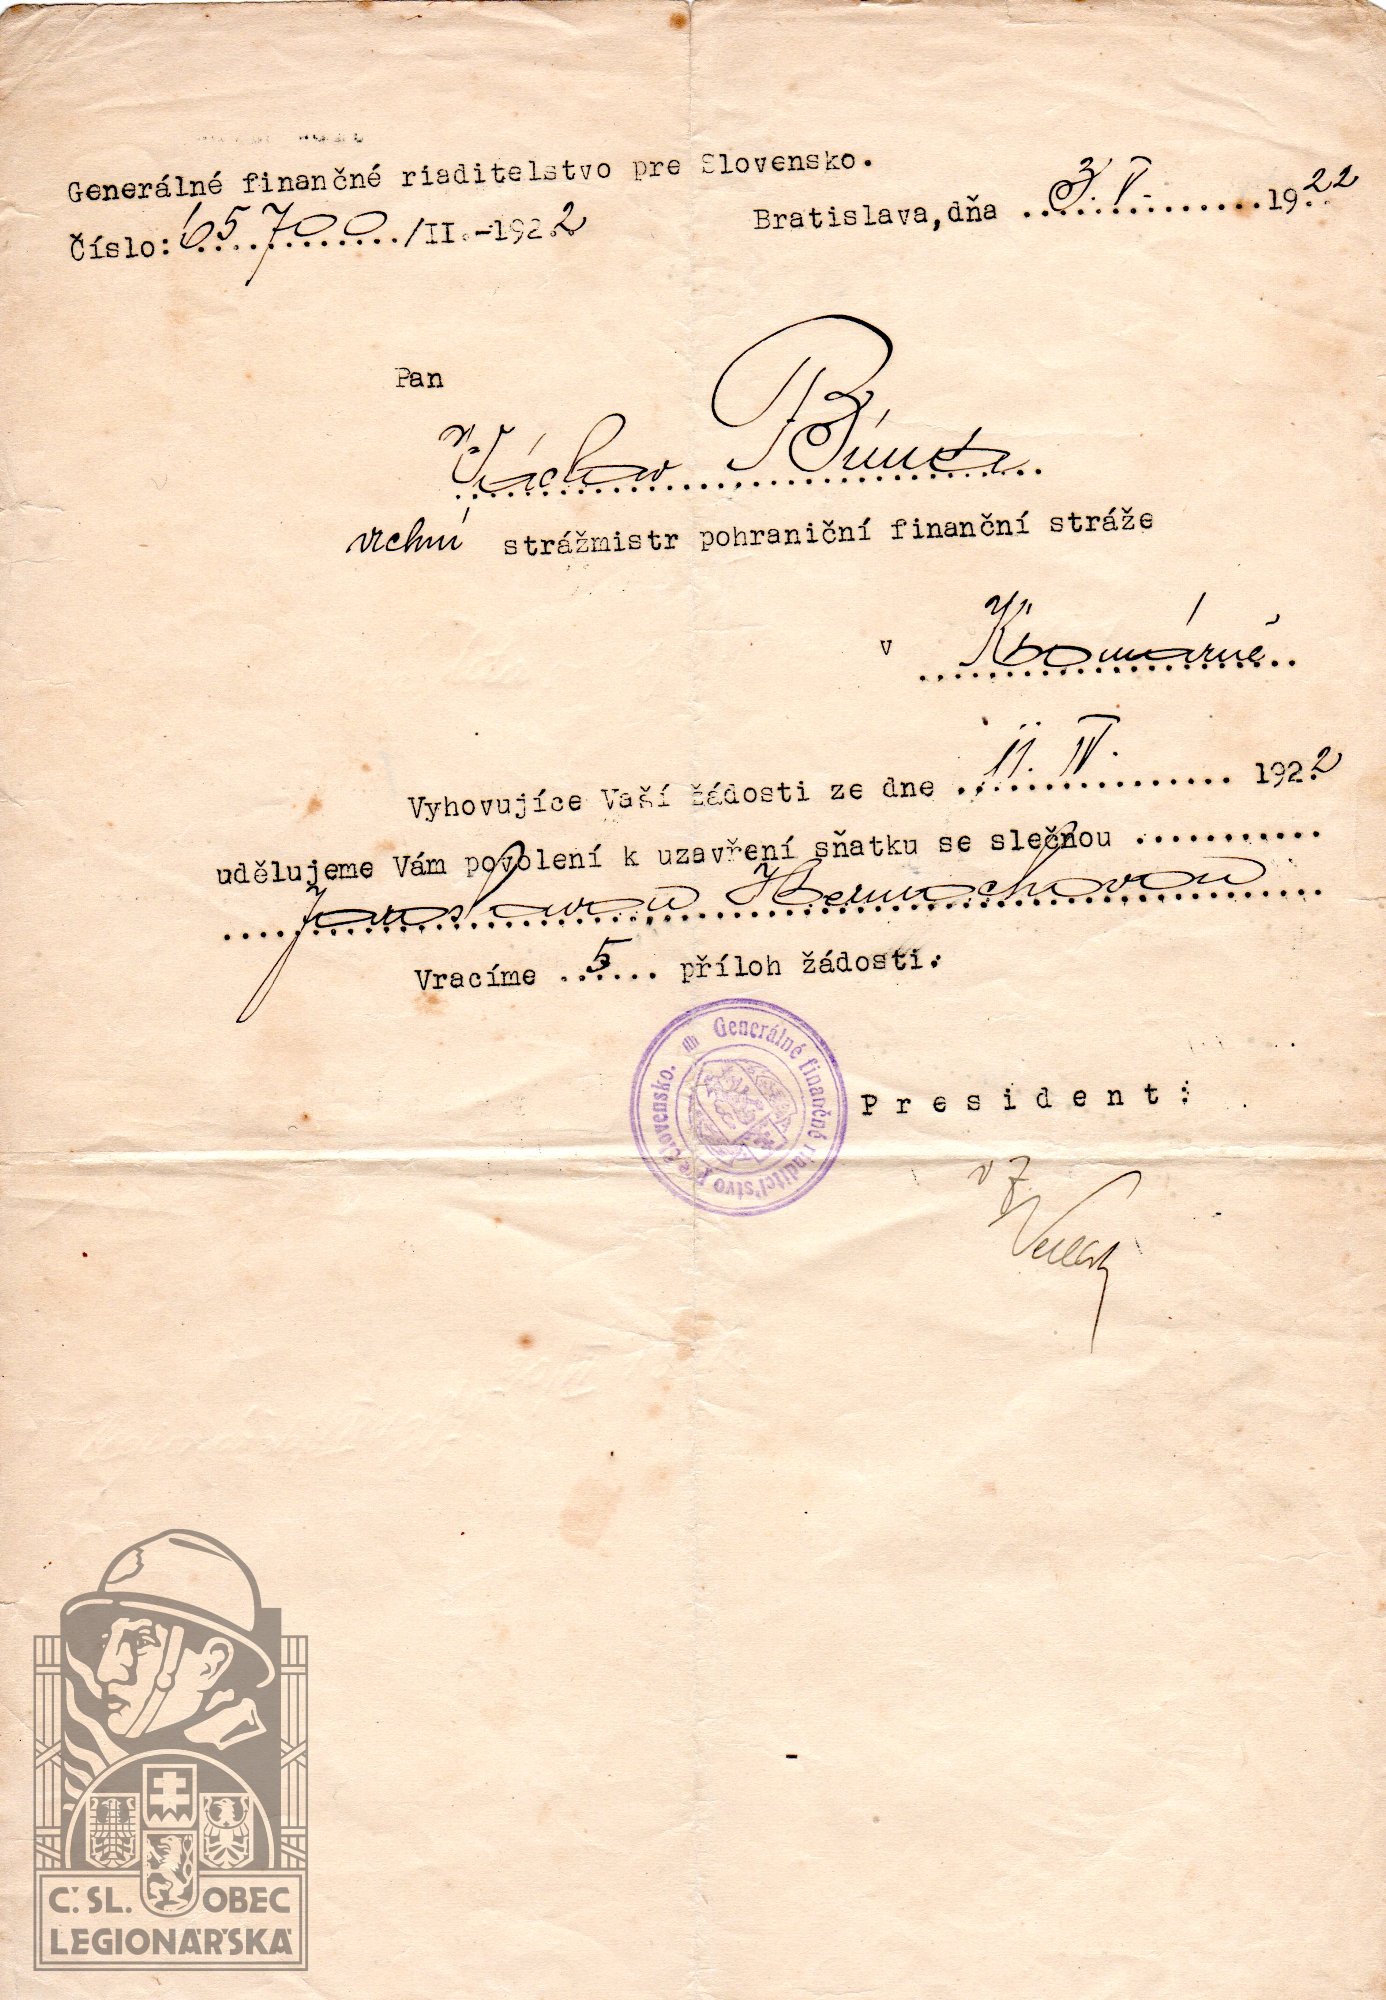 Generálné finančné riaditelstvo pre Slovensko.
Číslo: 65700/II.-1922
Bratislava, dňa 3. V. 1922
Pan
Václav
vrchní strážmistr pohraniční finanční stráže
v Komárně
Vyhovujíce Vaší žádosti ze dne 11. IV. 1922
udělujeme Vám povolení k uzavření sňatku se slečnou
Jaroslavou
Vracíme 5 příloh žádosti.
Generálné finančné riaditeľstvo pre Slovensko.
President:
v z.
Č.SL. OBEC
LEGIONÁŘSKÁ